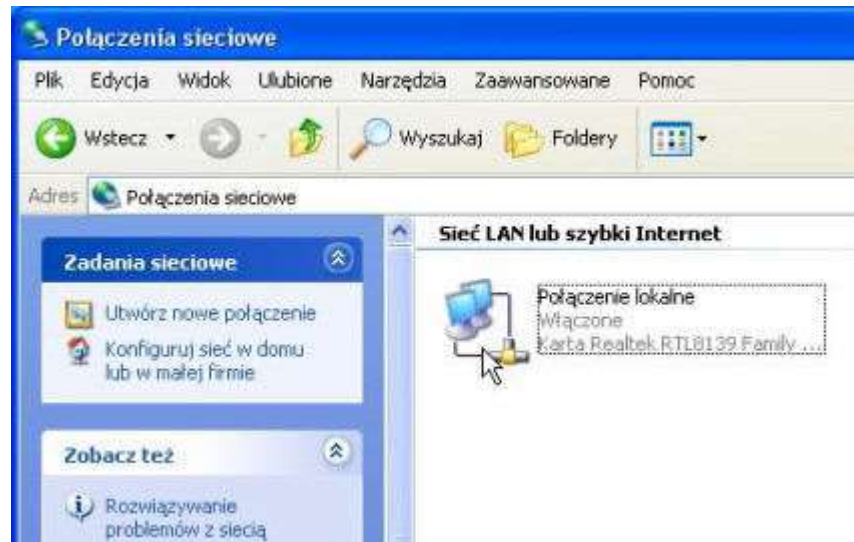 Połączenia sieciowe
Plik Edycja Widok Ulubione Narzędzia Zaawansowane Pomoc
Wstecz Wyszukaj Foldery
Adres Połączenia sieciowe
Zadania sieciowe
Utwórz nowe połączenie
Konfiguruj sieć w domu
lub w małej firmie
Zobacz też
Rozwiązywanie
problemów z siecią
Sieć LAN lub szybki Internet
Połączenie lokalne
Włączone
Karta Realtek RTL8139 Family ...